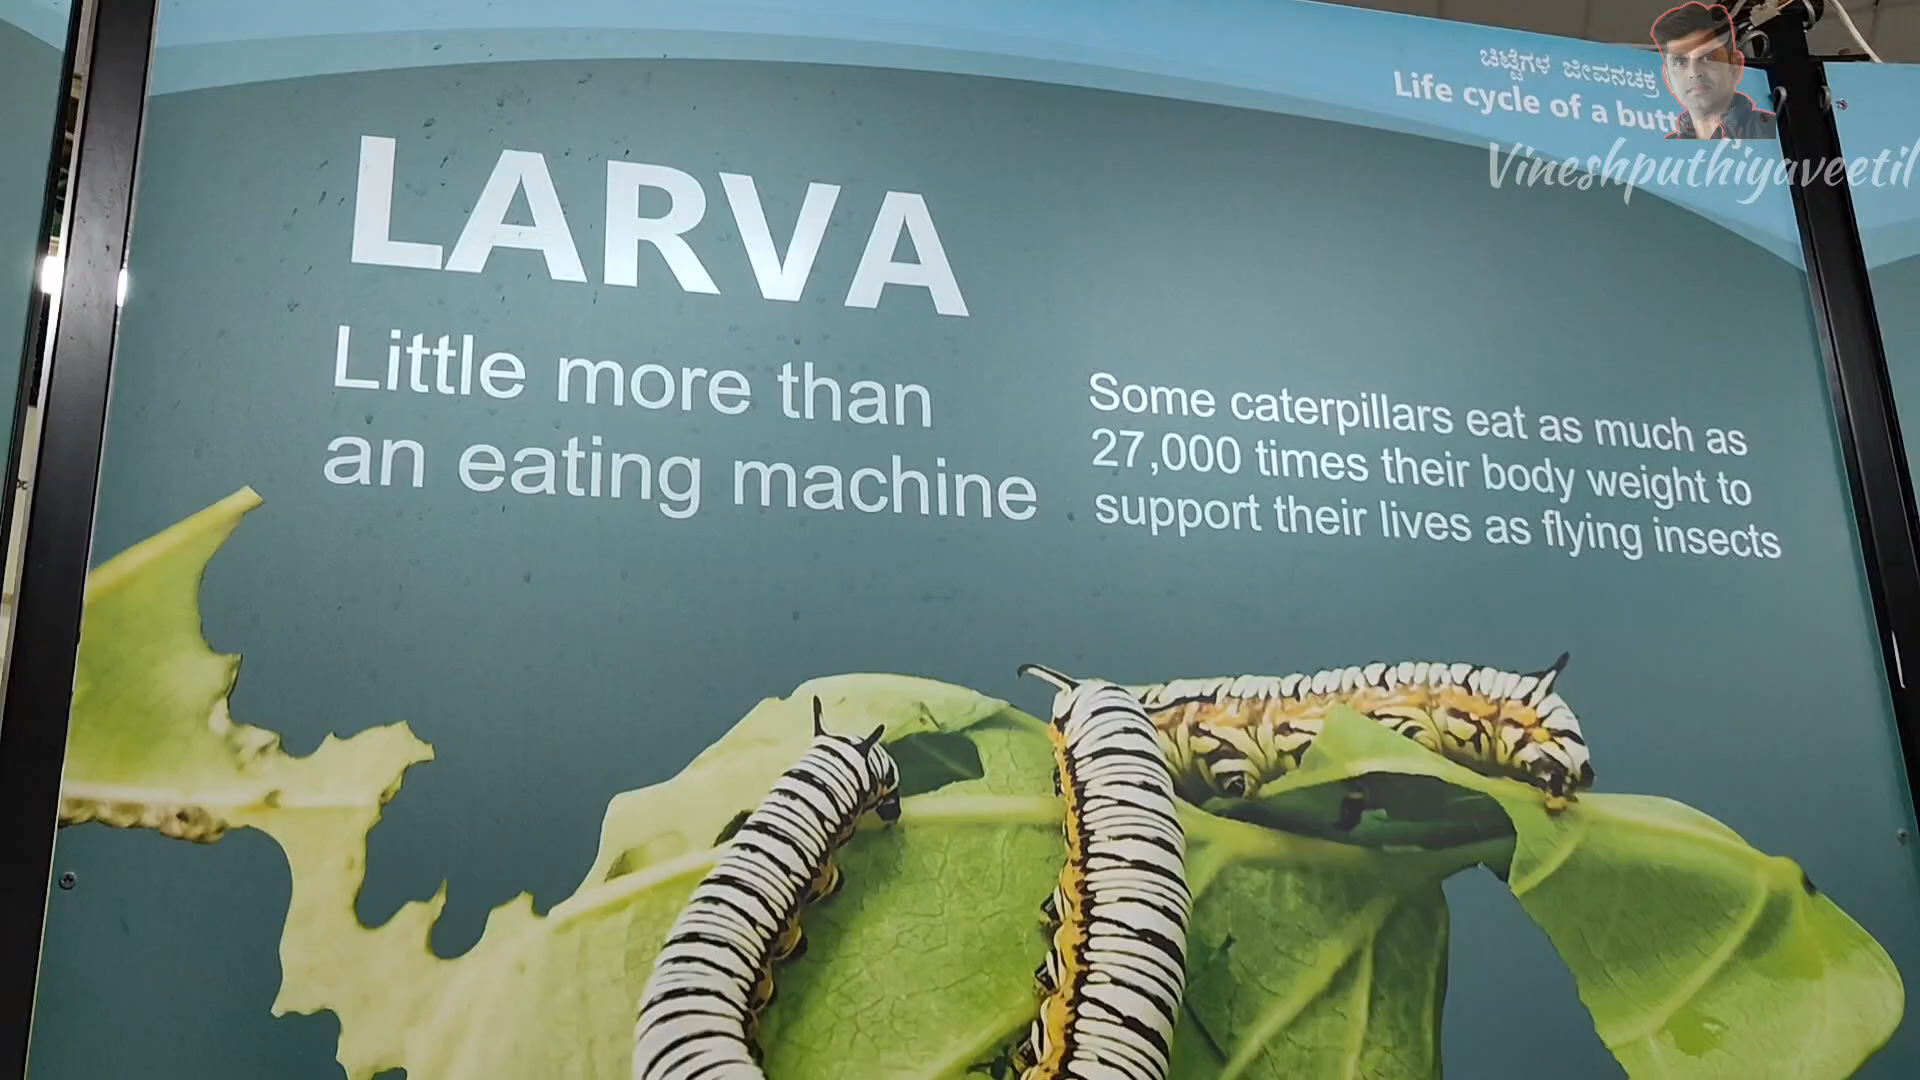 ಚಿಟ್ಟೆಗಳ ಜೀವನಚಕ್ರ
Life cycle of a butt
Vineshputhiyaveetil
LARVA
Little more than
an eating machine
Some caterpillars eat as much as
27,000 times their body weight to
support their lives as flying insects